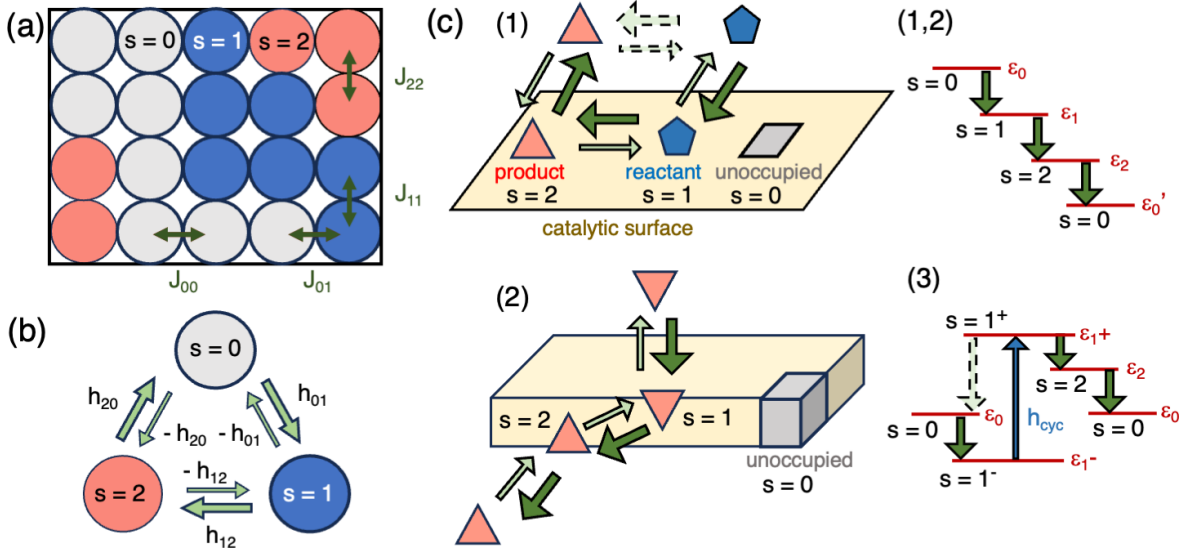 (a)
s = 0
s = 1
s = 2
J₂₂
J₁₁
J₀₀
J₀₁
(b)
s = 0
h₂₀
- h₂₀
- h₀₁
h₀₁
s = 2
- h₁₂
h₁₂
s = 1
(c)
(1)
product
s = 2
reactant
s = 1
unoccupied
s = 0
catalytic surface
(1,2)
ε₀
s = 0
ε₁
s = 1
ε₂
s = 2
ε₀'
s = 0
(2)
s = 2
s = 1
unoccupied
s = 0
(3)
s = 1⁺
ε₁+
ε₂
s = 2
ε₀
s = 0
h_cyc
ε₀
s = 0
ε₁-
s = 1⁻